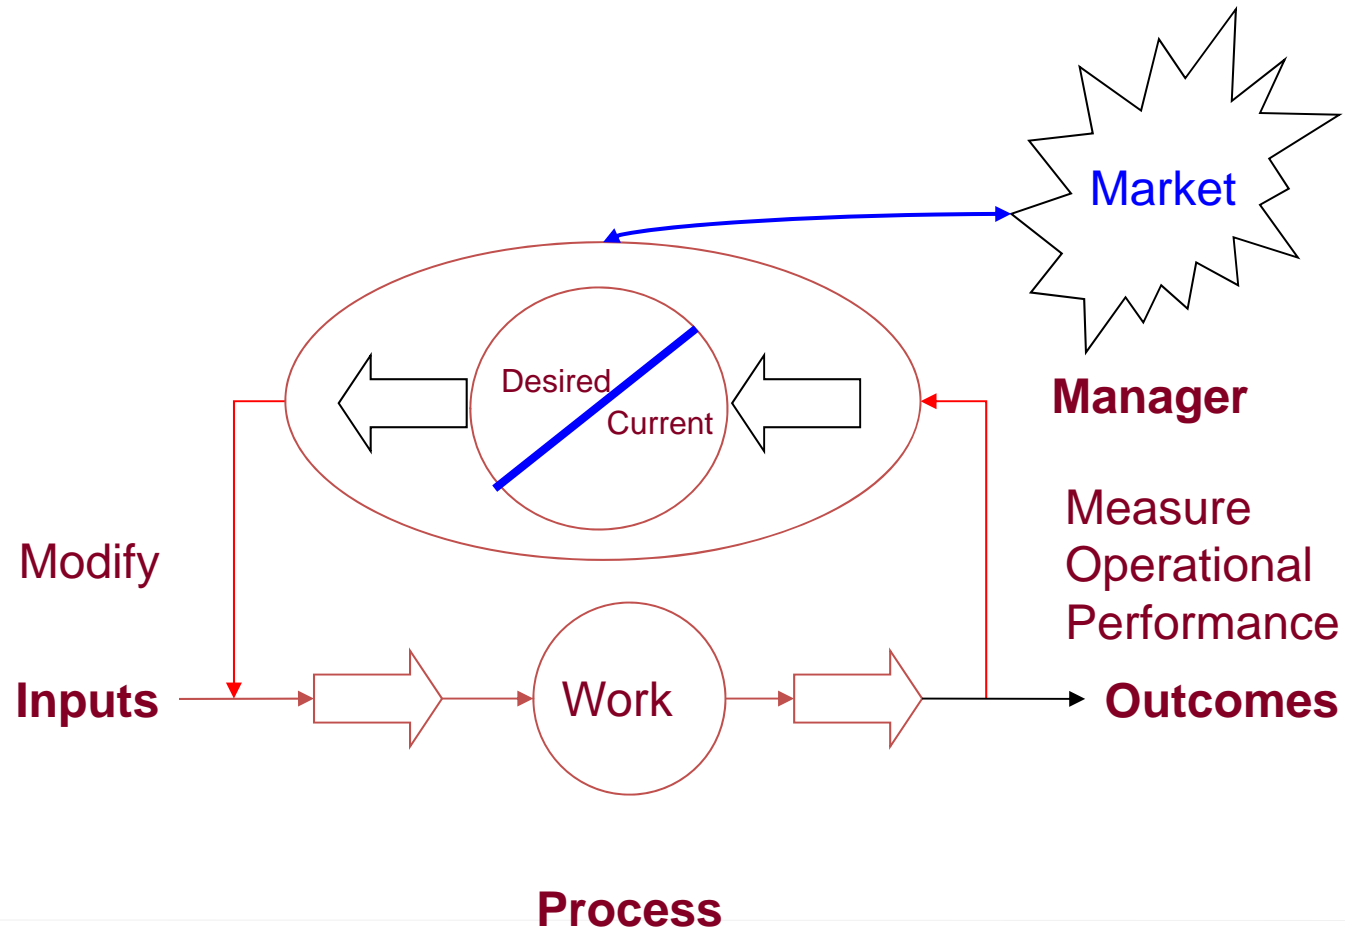 Market
Desired
Current
Manager
Measure
Operational
Performance
Modify
Inputs
Work
Outcomes
Process